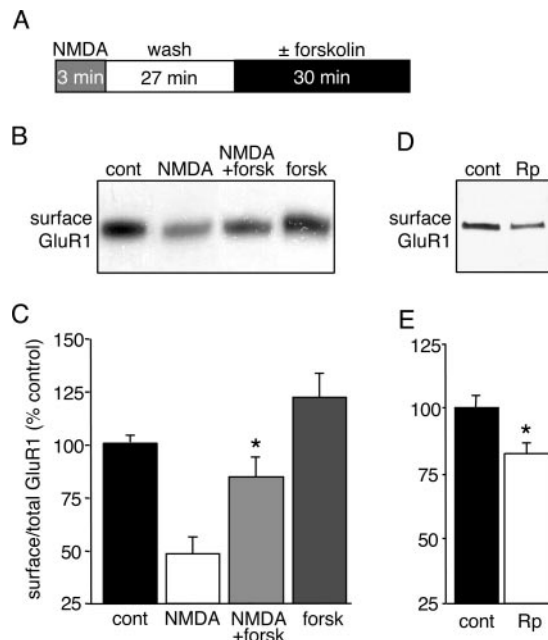 A
NMDA wash ± forskolin
3 min 27 min 30 min
B
cont NMDA NMDA +forsk forsk
surface GluR1
D
cont Rp
surface GluR1
C
surface/total GluR1 (% control)
125
100
75
50
25
cont NMDA NMDA +forsk forsk
*
E
125
100
75
50
25
cont Rp
*